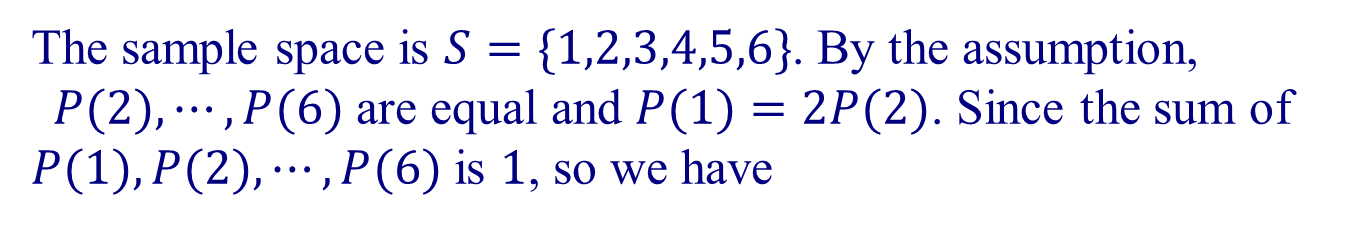 The sample space is S = {1,2,3,4,5,6}. By the assumption,
P(2), ⋯ , P(6) are equal and P(1) = 2P(2). Since the sum of
P(1), P(2), ⋯ , P(6) is 1, so we have